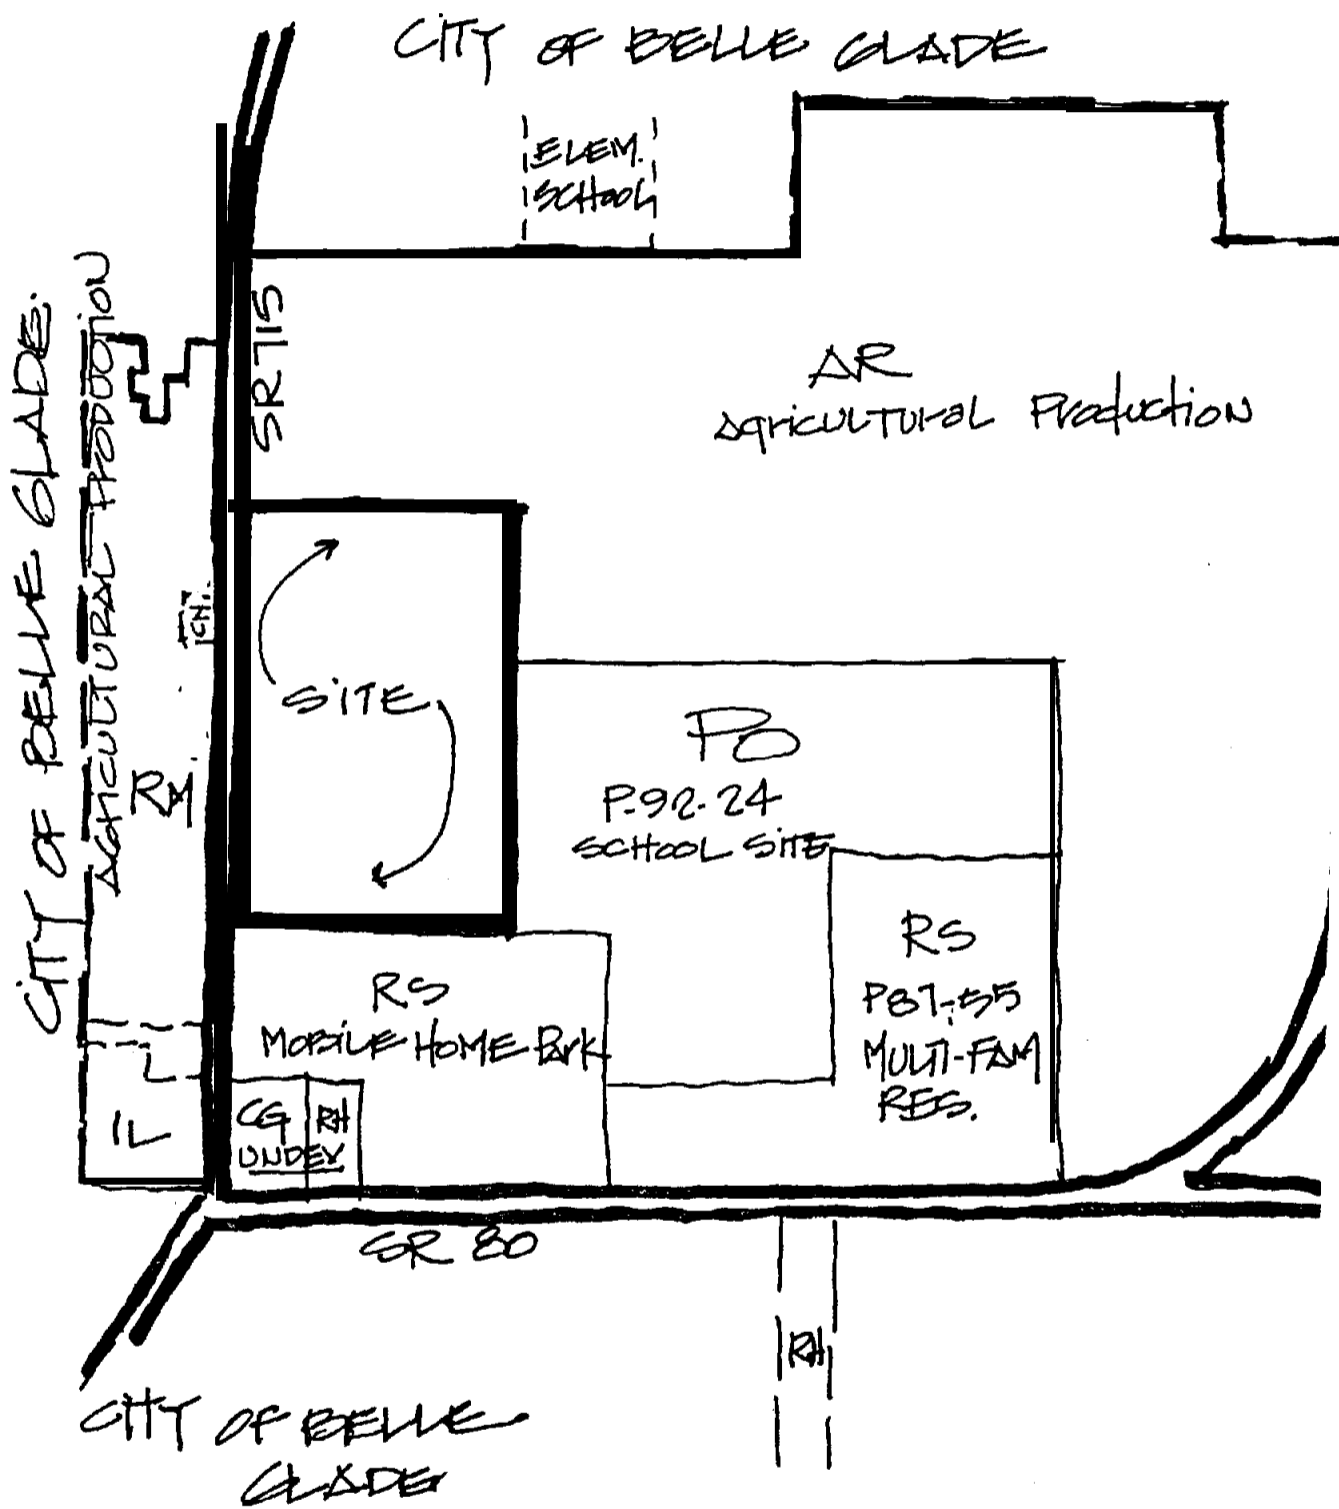 CITY OF BELLE GLADE
ELEM.
SCHOOL
SR 715
CITY OF BELLE GLADE:
AGRICULTURAL PRODUCTION
AR
Agricultural Production
CN
SITE
RM
PO
P-92-24
SCHOOL SITE
RS
P87-55
MULTI-FAM
RES.
RS
MOBILE HOME Park
CG
UNDEV
RH
IL
SR 80
RH
CITY OF BELLE
GLADE